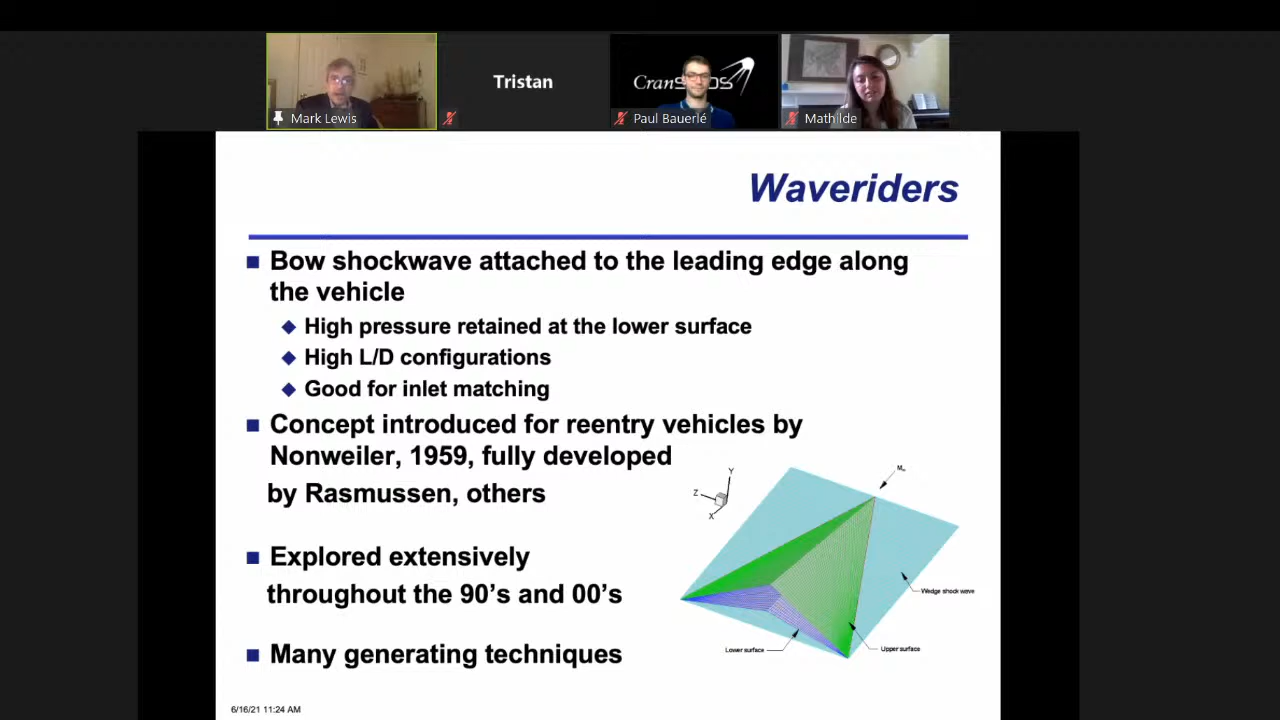 Tristan
CranSEDS
Mark Lewis
Paul Bauerlé
Mathilde
Waveriders
Bow shockwave attached to the leading edge along
the vehicle
High pressure retained at the lower surface
High L/D configurations
Good for inlet matching
Concept introduced for reentry vehicles by
Nonweiler, 1959, fully developed
by Rasmussen, others
Explored extensively
throughout the 90’s and 00’s
Many generating techniques
Y
Z
X
M∞
Wedge shock wave
Lower surface
Upper surface
6/16/21 11:24 AM